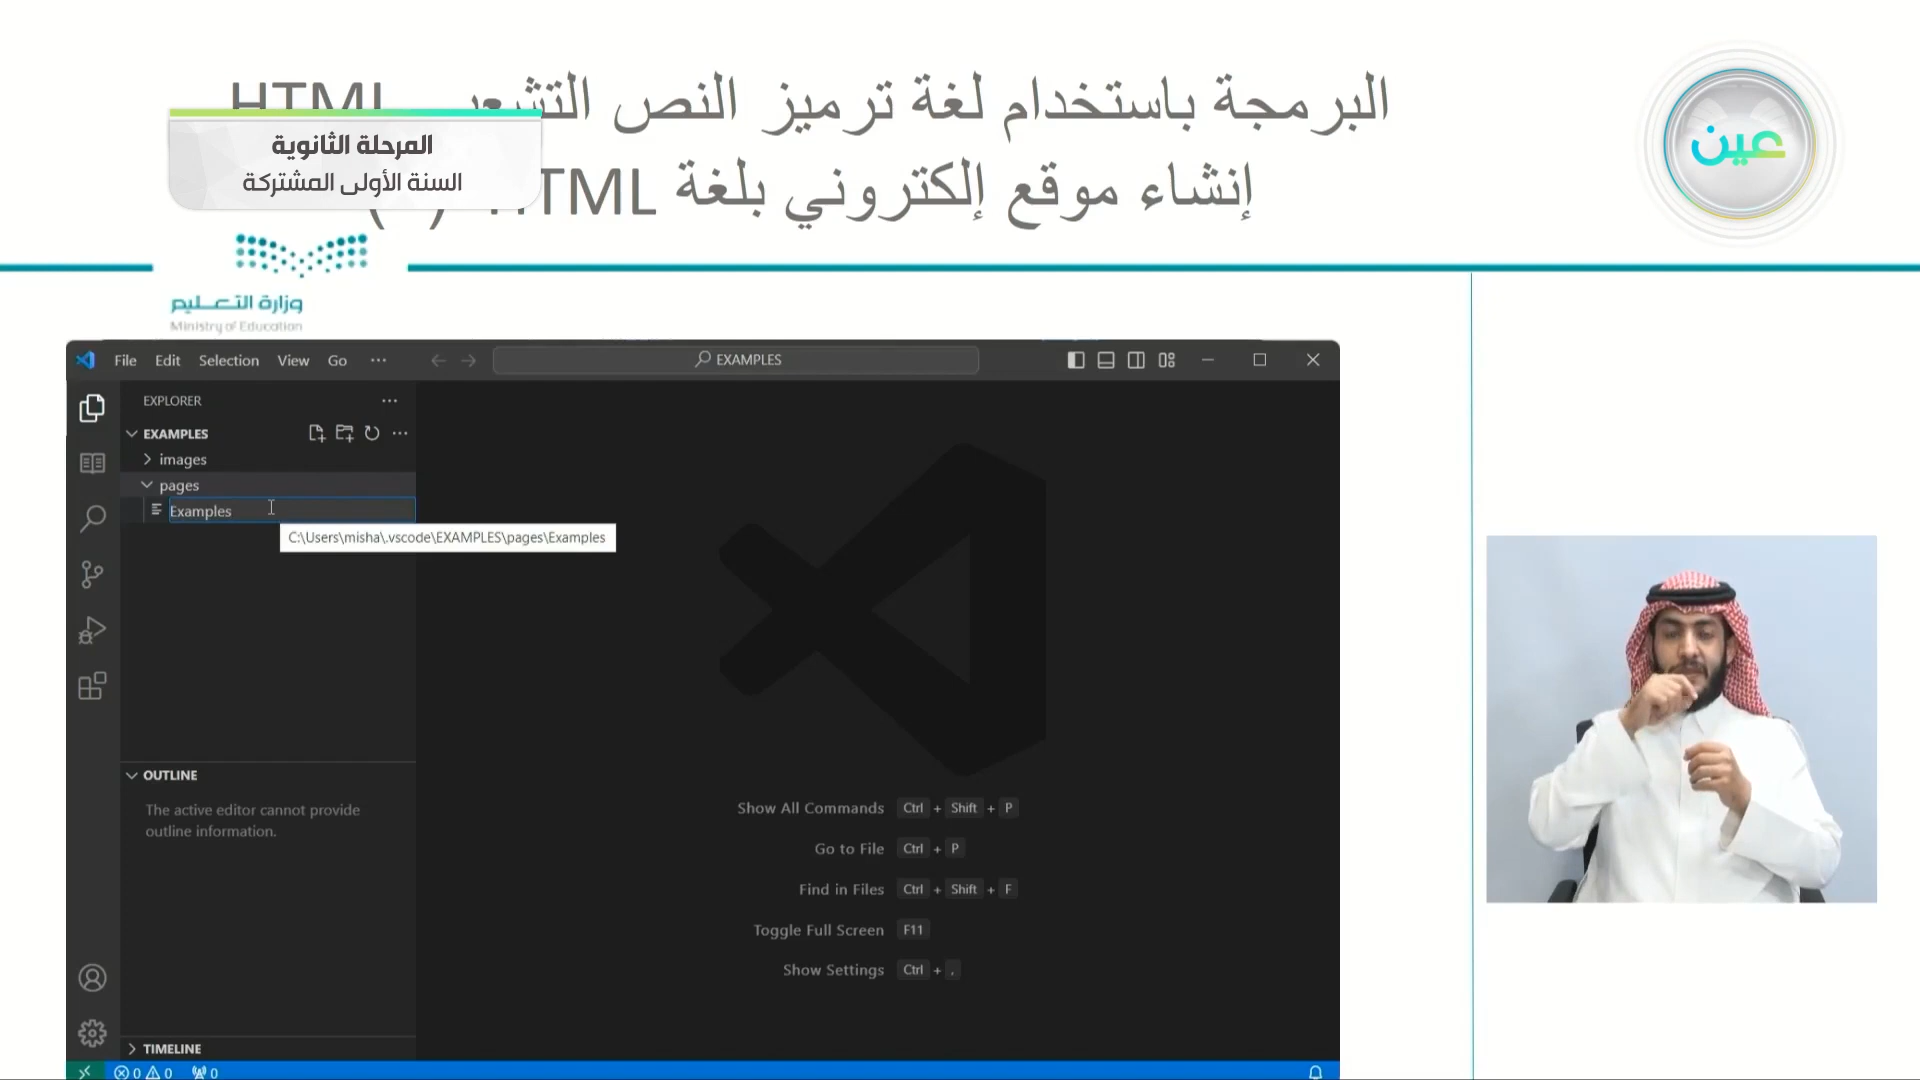 البرمجة باستخدام لغة ترميز النص HTML
إنشاء موقع إلكتروني بلغة HTML
المرحلة الثانوية
السنة الأولى المشتركة
عين
وزارة التعليم
Ministry of Education
File Edit Selection View Go ···
EXAMPLES
EXPLORER ···
EXAMPLES ···
images
pages
Examples
C:\Users\misha\.vscode\EXAMPLES\pages\Examples
OUTLINE
The active editor cannot provide
outline information.
Show All Commands Ctrl + Shift + P
Go to File Ctrl + P
Find in Files Ctrl + Shift + F
Toggle Full Screen F11
Show Settings Ctrl + ,
TIMELINE
0 0 0